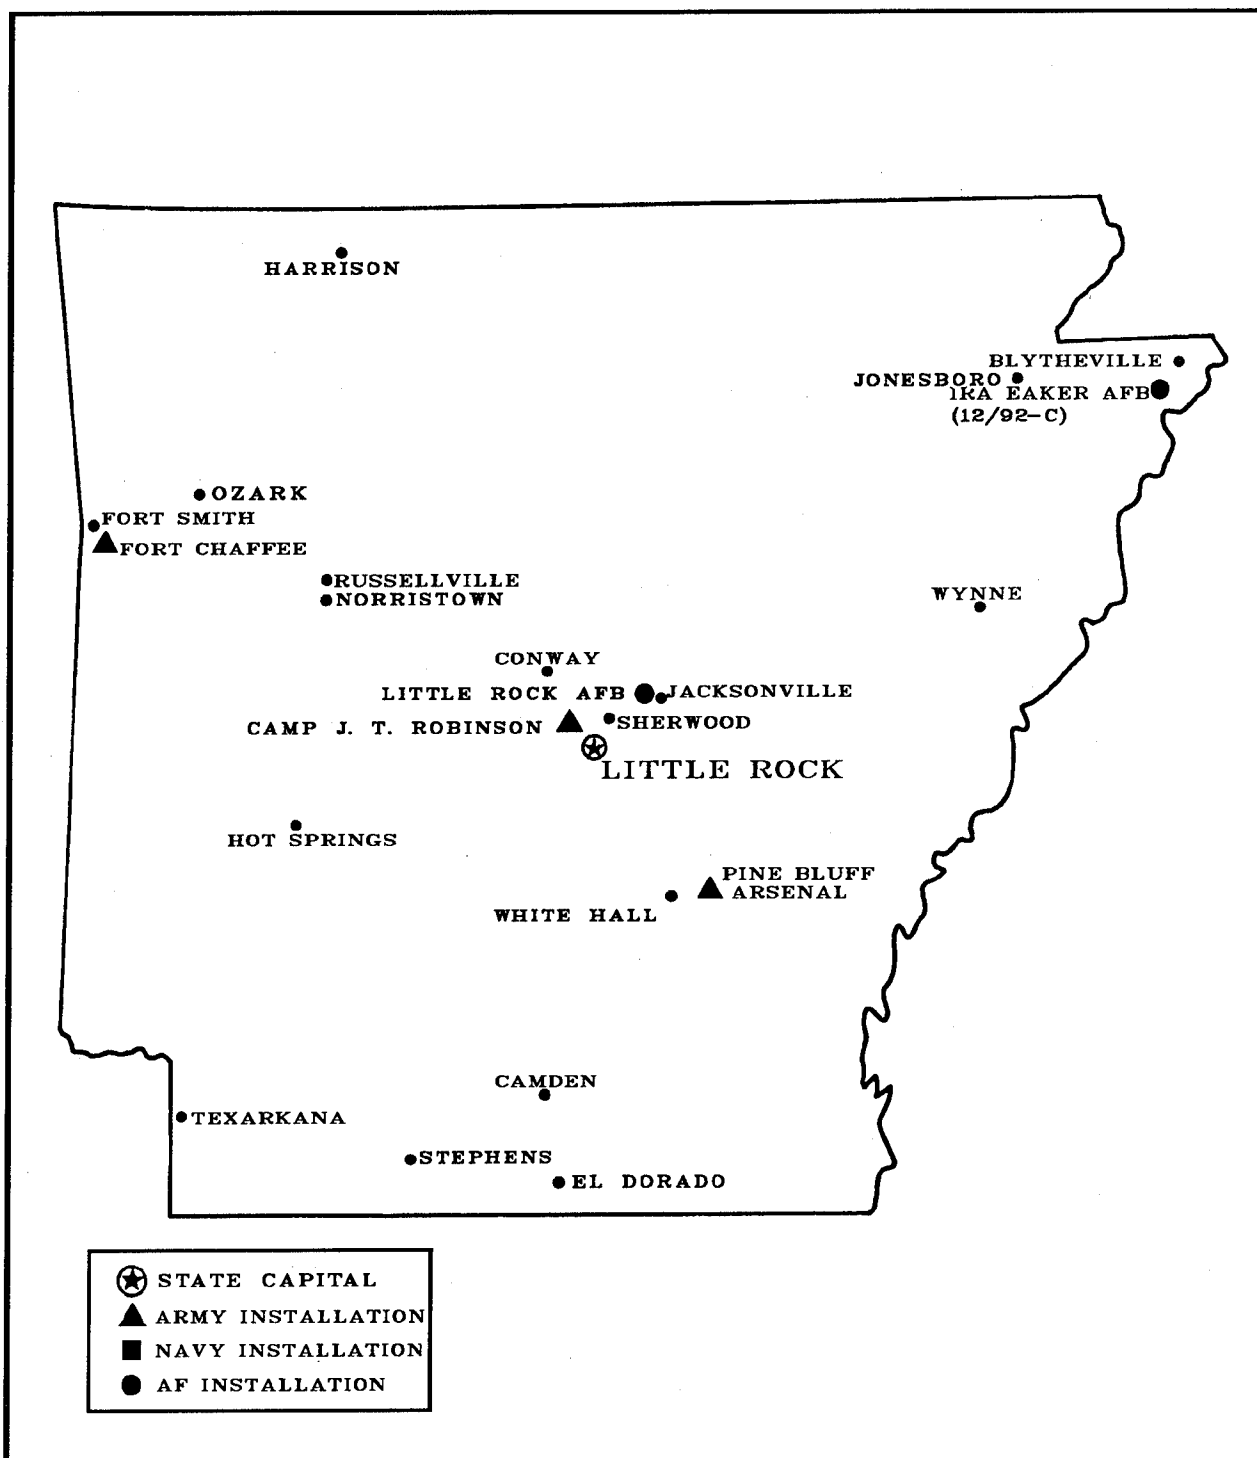 HARRISON
BLYTHEVILLE
JONESBORO
IRA EAKER AFB
(12/92-C)
OZARK
FORT SMITH
FORT CHAFFEE
RUSSELLVILLE
NORRISTOWN
WYNNE
CONWAY
LITTLE ROCK AFB
JACKSONVILLE
CAMP J. T. ROBINSON
SHERWOOD
LITTLE ROCK
HOT SPRINGS
PINE BLUFF
ARSENAL
WHITE HALL
CAMDEN
TEXARKANA
STEPHENS
EL DORADO
STATE CAPITAL
ARMY INSTALLATION
NAVY INSTALLATION
AF INSTALLATION